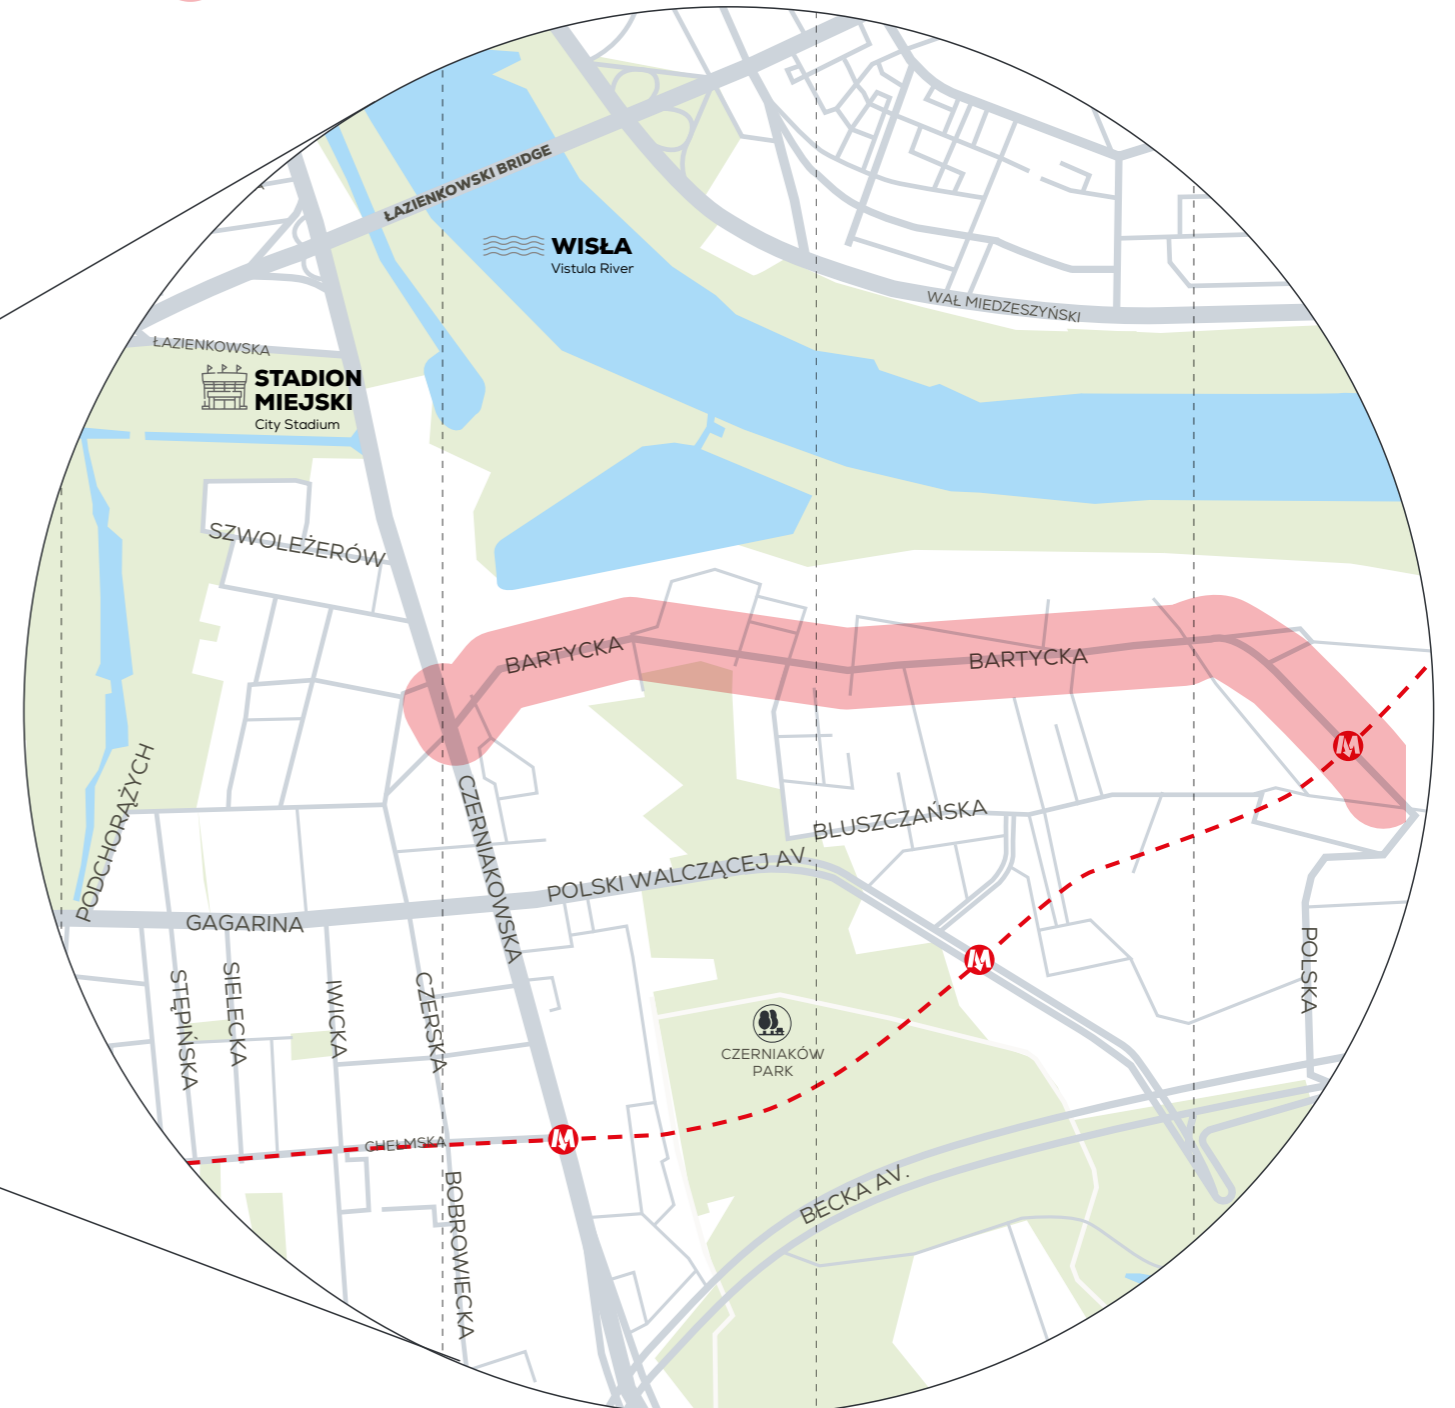 ŁAZIENKOWSKI BRIDGE
WISŁA
Vistula River
WAŁ MIEDZESZYŃSKI
ŁAZIENKOWSKA
STADION
MIEJSKI
City Stadium
SZWOLEŻERÓW
BARTYCKA
BARTYCKA
M
PODCHORĄŻYCH
CZERNIAKOWSKA
BLUSZCZAŃSKA
POLSKI WALCZĄCEJ AV.
GAGARINA
M
STĘPIŃSKA
SIELECKA
IWICKA
CZERSKA
POLSKA
CZERNIAKÓW
PARK
CHEŁMSKA
M
BOBROWIECKA
BECKA AV.